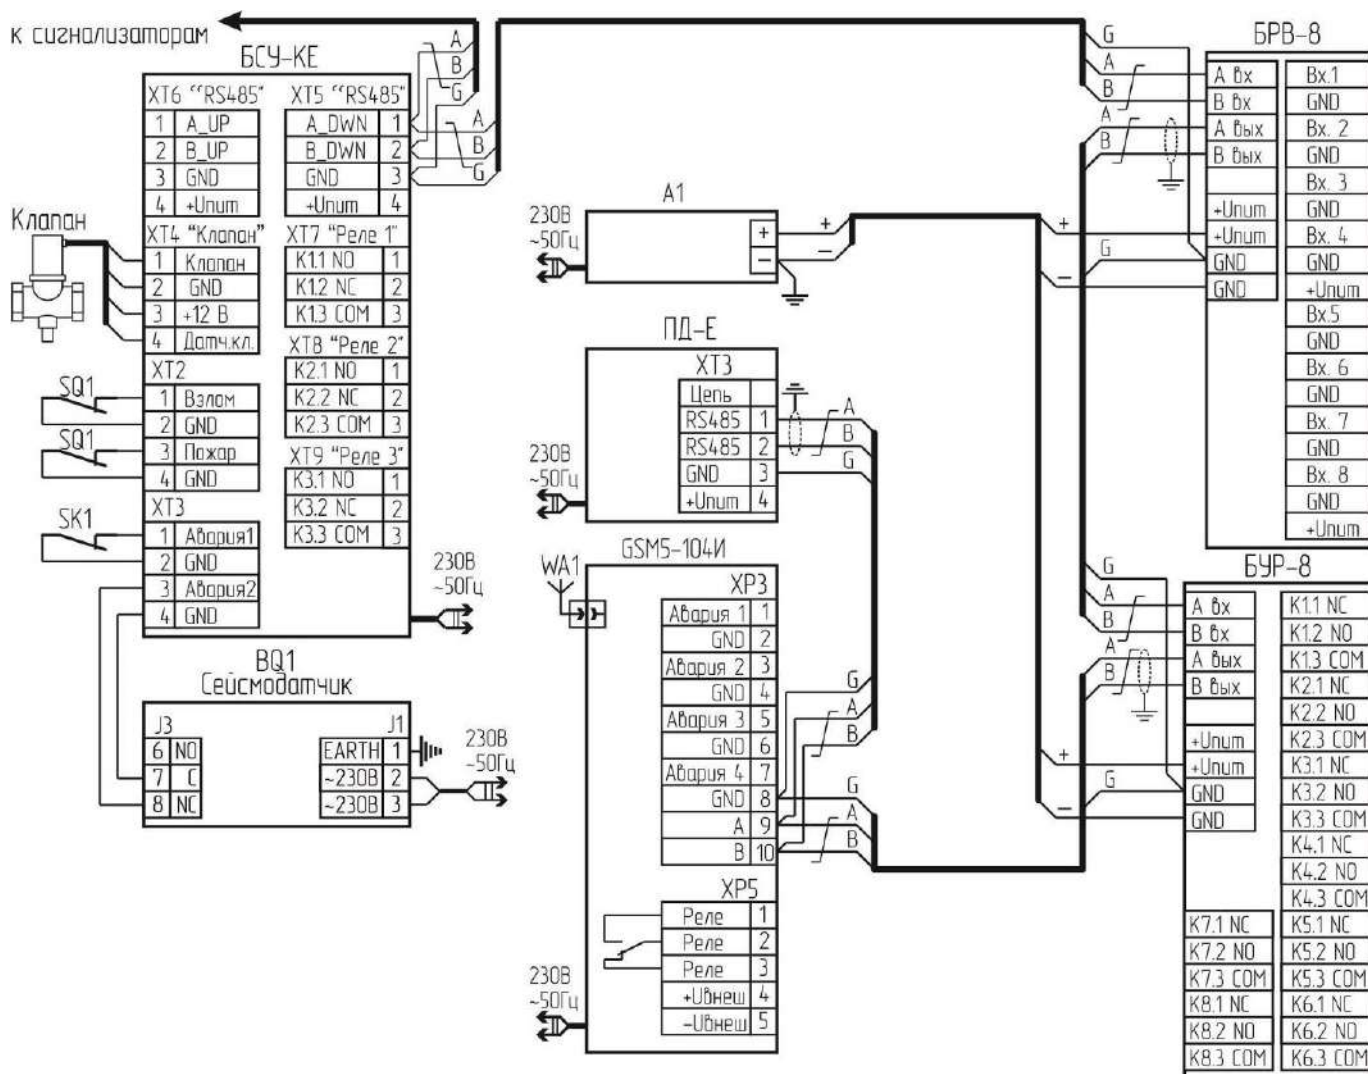 к сигнализаторам
БСУ-КЕ
XT6 “RS485"
1 A_UP
2 B_UP
3 GND
4 +Uпит
XT5 “RS485"
A_DWN 1
B_DWN 2
GND 3
+Uпит 4
A
B
G
A
B
G
Клапан
XT4 "Клапан"
1 Клапан
2 GND
3 +12 В
4 Датч.кл.
XT7 "Реле 1"
K1.1 NO 1
K1.2 NC 2
K1.3 COM 3
XT8 "Реле 2"
K2.1 NO 1
K2.2 NC 2
K2.3 COM 3
XT9 "Реле 3"
K3.1 NO 1
K3.2 NC 2
K3.3 COM 3
XT2
SQ1
1 Взлом
2 GND
SQ1
3 Пожар
4 GND
XT3
SK1
1 Авария1
2 GND
3 Авария2
4 GND
230В
~50Гц
BQ1
Сейсмодатчик
J3
6 NO
7 C
8 NC
J1
EARTH 1
~230В 2
~230В 3
230В
~50Гц
A1
230В
~50Гц
+
−
+
−
ПД-Е
XT3
Цепь
RS485 1
RS485 2
GND 3
+Uпит 4
230В
~50Гц
A
B
G
GSM5-104И
WA1
XP3
Авария 1 1
GND 2
Авария 2 3
GND 4
Авария 3 5
GND 6
Авария 4 7
GND 8
A 9
B 10
G
A
B
G
A
B
XP5
Реле 1
Реле 2
Реле 3
+Uвнеш 4
-Uвнеш 5
230В
~50Гц
БРВ-8
G
A
B
A
B
+
G
−
A вх
B вх
A вых
B вых
+Uпит
+Uпит
GND
GND
Вх.1
GND
Вх. 2
GND
Вх. 3
GND
Вх. 4
GND
+Uпит
Вх.5
GND
Вх. 6
GND
Вх. 7
GND
Вх. 8
GND
+Uпит
БУР-8
G
A
B
A
B
+
G
−
A вх
B вх
A вых
B вых
+Uпит
+Uпит
GND
GND
K1.1 NC
K1.2 NO
K1.3 COM
K2.1 NC
K2.2 NO
K2.3 COM
K3.1 NC
K3.2 NO
K3.3 COM
K4.1 NC
K4.2 NO
K4.3 COM
K7.1 NC
K7.2 NO
K7.3 COM
K8.1 NC
K8.2 NO
K8.3 COM
K5.1 NC
K5.2 NO
K5.3 COM
K6.1 NC
K6.2 NO
K6.3 COM